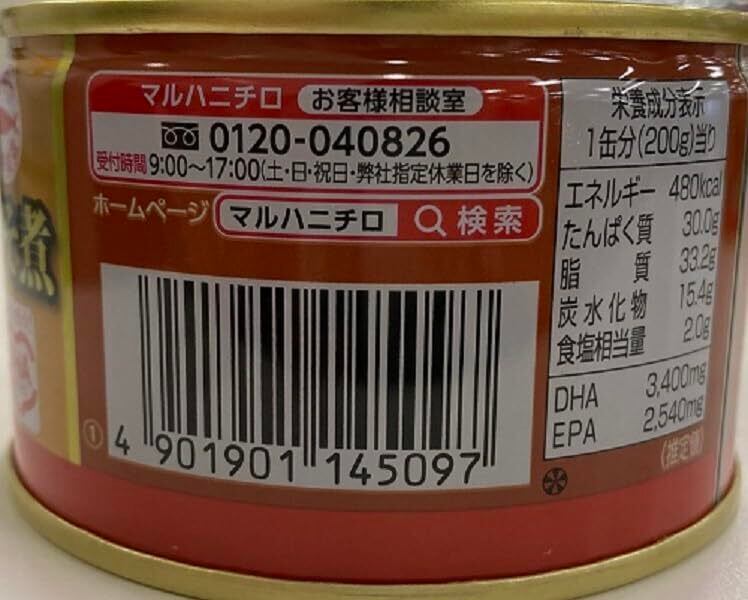 煮
マルハニチロ お客様相談室
0120-040826
受付時間 9:00~17:00(土・日・祝日・弊社指定休業日を除く)
ホームページ マルハニチロ 検索
① 4 901901 145097
栄養成分表示
1缶分(200g)当り
エネルギー 480kcal
たんぱく質 30.0g
脂質 33.2g
炭水化物 15.4g
食塩相当量 2.0g
DHA 3,400mg
EPA 2,540mg
(推定値)